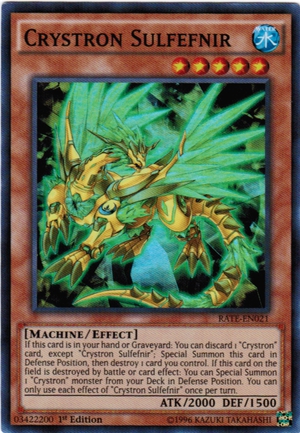 CRYSTRON SULFEFNIR
WATER
水
RATE-EN021
[MACHINE/EFFECT]
If this card is in your hand or Graveyard: You can discard 1 "Crystron"
card, except "Crystron Sulfefnir"; Special Summon this card in
Defense Position, then destroy 1 card you control. If this card on the
field is destroyed by battle or card effect: You can Special Summon
1 "Crystron" monster from your Deck in Defense Position. You can only
use each effect of "Crystron Sulfefnir" once per turn.
ATK/2000 DEF/1500
03422200 1st Edition ©1996 KAZUKI TAKAHASHI